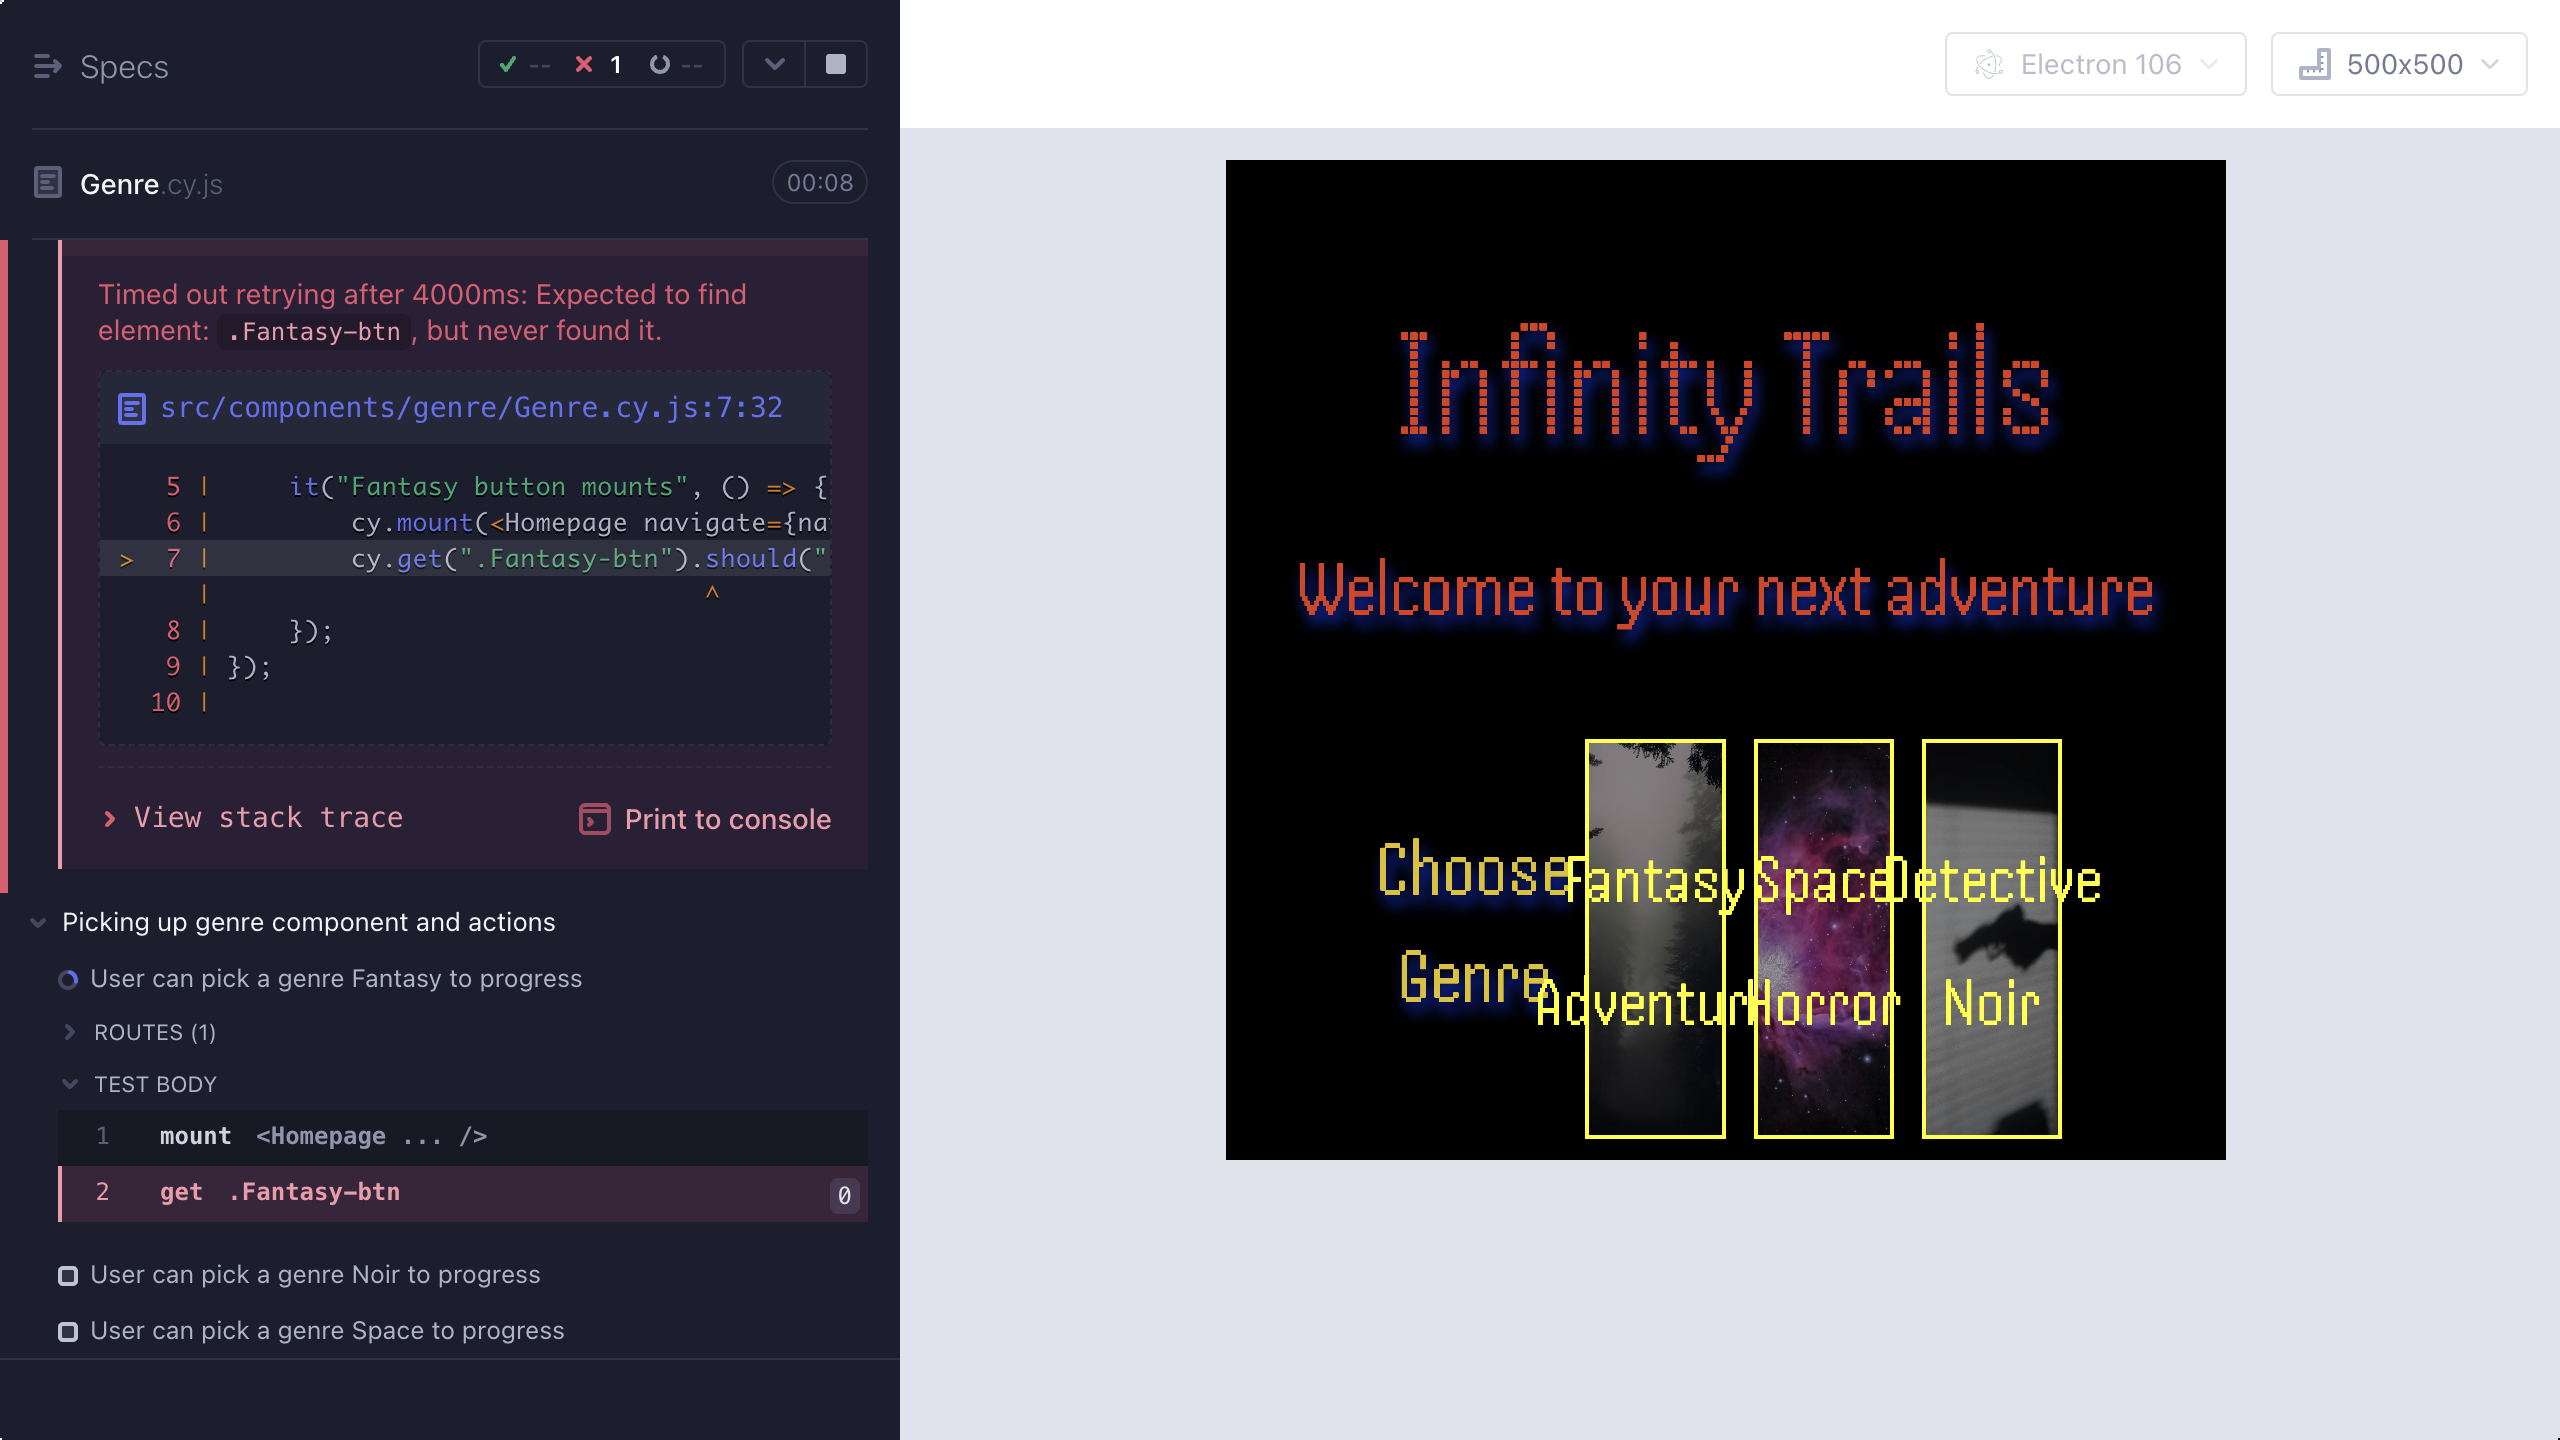 Specs
-- 1 --
Electron 106
500x500
Genre.cy.js
00:08
Timed out retrying after 4000ms: Expected to find
element: .Fantasy-btn, but never found it.
src/components/genre/Genre.cy.js:7:32
5 | it("Fantasy button mounts", () => {
6 | cy.mount(<Homepage navigate={na
> 7 | cy.get(".Fantasy-btn").should("
| ^
8 | });
9 | });
10 |
View stack trace
Print to console
Picking up genre component and actions
User can pick a genre Fantasy to progress
ROUTES (1)
TEST BODY
1 mount <Homepage ... />
2 get .Fantasy-btn 0
User can pick a genre Noir to progress
User can pick a genre Space to progress
Infinity Trails
Welcome to your next adventure
Choose
Genre
Fantasy
Adventur
Space
Horror
Detective
Noir